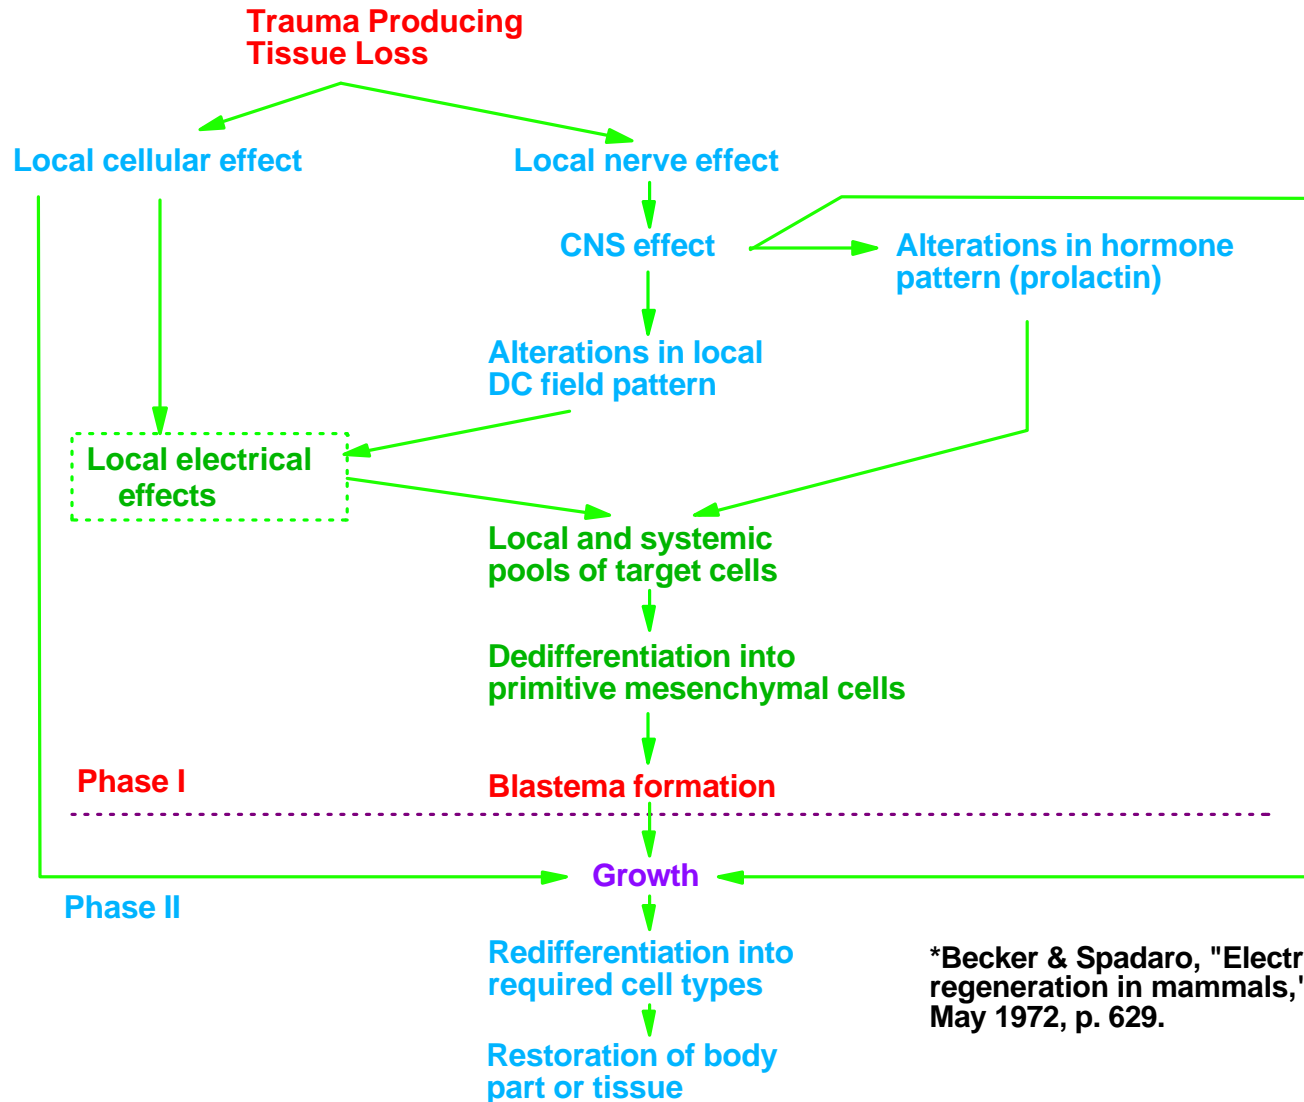 Trauma Producing
Tissue Loss
Local cellular effect
Local nerve effect
CNS effect
Alterations in hormone
pattern (prolactin)
Alterations in local
DC field pattern
Local electrical
effects
Local and systemic
pools of target cells
Dedifferentiation into
primitive mesenchymal cells
Phase I
Blastema formation
Growth
Phase II
Redifferentiation into
required cell types
*Becker & Spadaro, "Electr
regeneration in mammals,'
May 1972, p. 629.
Restoration of body
part or tissue